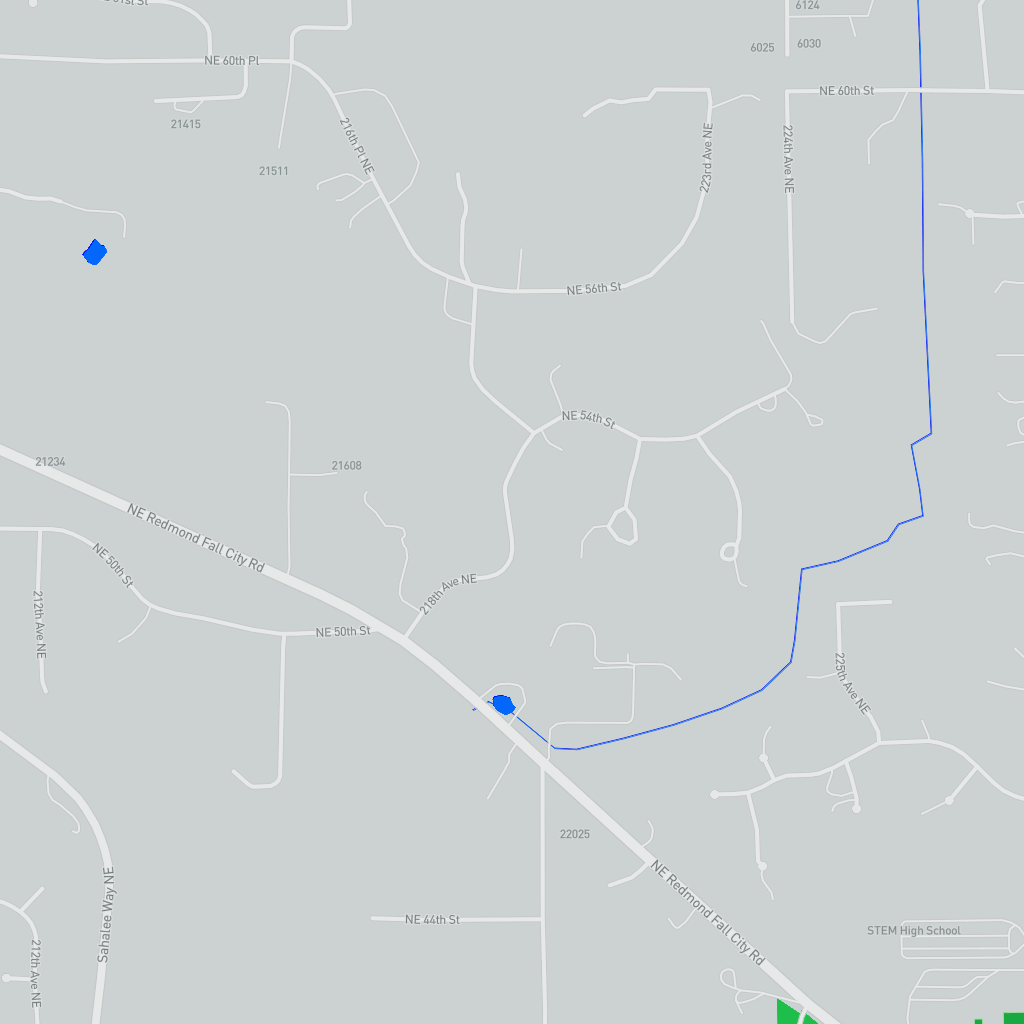 6124
6025
6030
NE 60th Pl
NE 60th St
21415
216th Pl NE
223rd Ave NE
224th Ave NE
21511
NE 56th St
NE 54th St
21234
21608
NE Redmond Fall City Rd
NE 50th St
218th Ave NE
212th Ave NE
NE 50th St
225th Ave NE
22025
NE Redmond Fall City Rd
Sahalee Way NE
NE 44th St
STEM High School
212th Ave NE